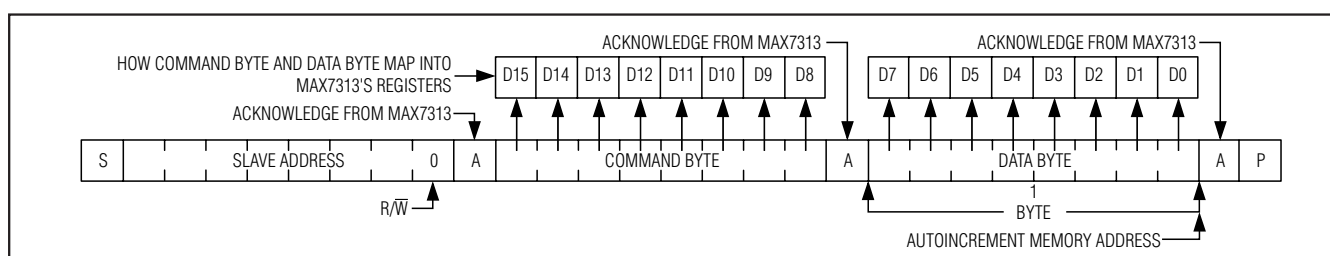 ACKNOWLEDGE FROM MAX7313
ACKNOWLEDGE FROM MAX7313
HOW COMMAND BYTE AND DATA BYTE MAP INTO
MAX7313'S REGISTERS
D15 D14 D13 D12 D11 D10 D9 D8
D7 D6 D5 D4 D3 D2 D1 D0
ACKNOWLEDGE FROM MAX7313
S SLAVE ADDRESS 0 A COMMAND BYTE A DATA BYTE A P
R/W̅
1
BYTE
AUTOINCREMENT MEMORY ADDRESS